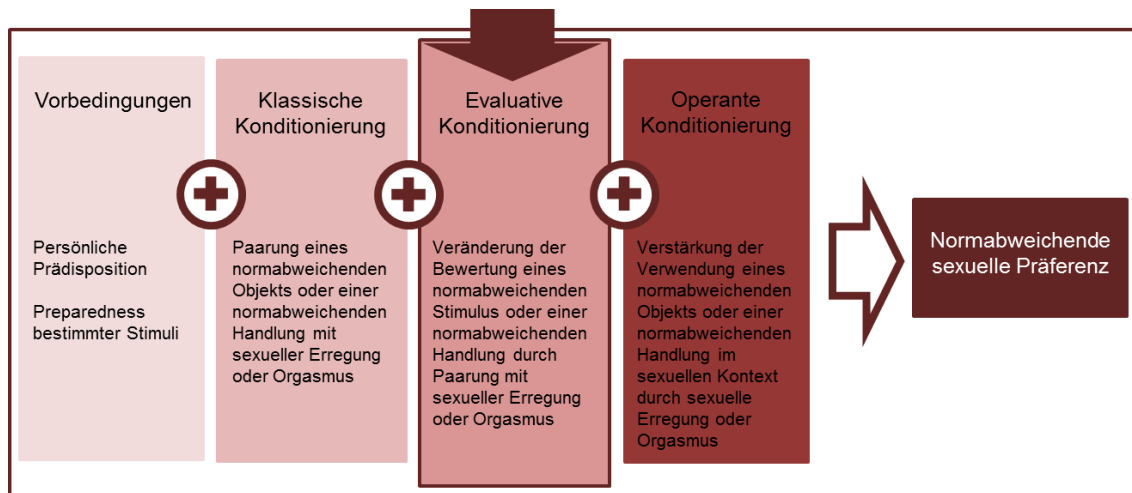 Vorbedingungen
Persönliche
Prädisposition
Preparedness
bestimmter Stimuli
Klassische
Konditionierung
Paarung eines
normabweichenden
Objekts oder einer
normabweichenden
Handlung mit
sexueller Erregung
oder Orgasmus
Evaluative
Konditionierung
Veränderung der
Bewertung eines
normabweichenden
Stimulus oder einer
normabweichenden
Handlung durch
Paarung mit
sexueller Erregung
oder Orgasmus
Operante
Konditionierung
Verstärkung der
Verwendung eines
normabweichenden
Objekts oder einer
normabweichenden
Handlung im
sexuellen Kontext
durch sexuelle
Erregung oder
Orgasmus
Normabweichende
sexuelle Präferenz